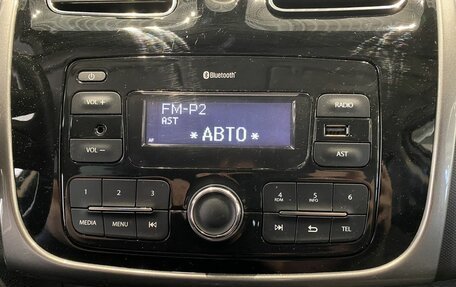 Bluetooth
VOL +
FM-P2
AST
*АВТО*
RADIO
VOL −
AST
1 2 3
4 RDM 5 INFO 6
MEDIA MENU
TEL